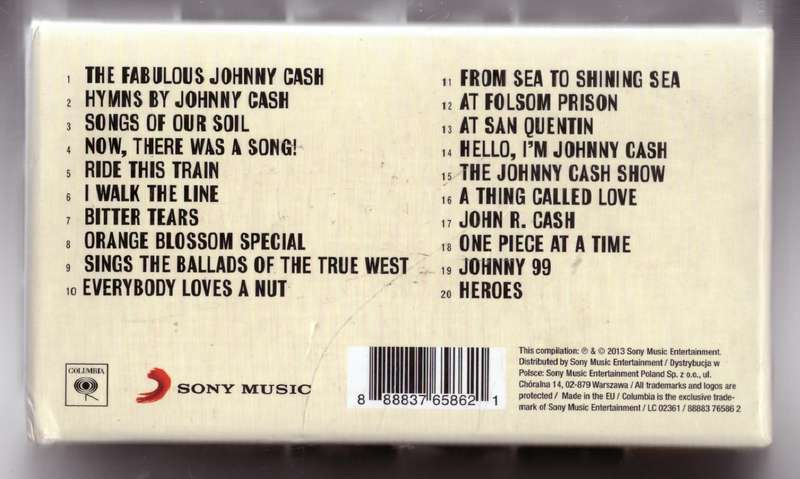 1 THE FABULOUS JOHNNY CASH
2 HYMNS BY JOHNNY CASH
3 SONGS OF OUR SOIL
4 NOW, THERE WAS A SONG!
5 RIDE THIS TRAIN
6 I WALK THE LINE
7 BITTER TEARS
8 ORANGE BLOSSOM SPECIAL
9 SINGS THE BALLADS OF THE TRUE WEST
10 EVERYBODY LOVES A NUT
11 FROM SEA TO SHINING SEA
12 AT FOLSOM PRISON
13 AT SAN QUENTIN
14 HELLO, I'M JOHNNY CASH
15 THE JOHNNY CASH SHOW
16 A THING CALLED LOVE
17 JOHN R. CASH
18 ONE PIECE AT A TIME
19 JOHNNY 99
20 HEROES
COLUMBIA
SONY MUSIC
8 88837 65862 1
This compilation: ℗ & © 2013 Sony Music Entertainment.
Distributed by Sony Music Entertainment / Dystrybucja w
Polsce: Sony Music Entertainment Poland Sp. z o.o., ul.
Chóralna 14, 02-879 Warszawa / All trademarks and logos are
protected / Made in the EU / Columbia is the exclusive trade-
mark of Sony Music Entertainment / LC 02361 / 88883 76586 2